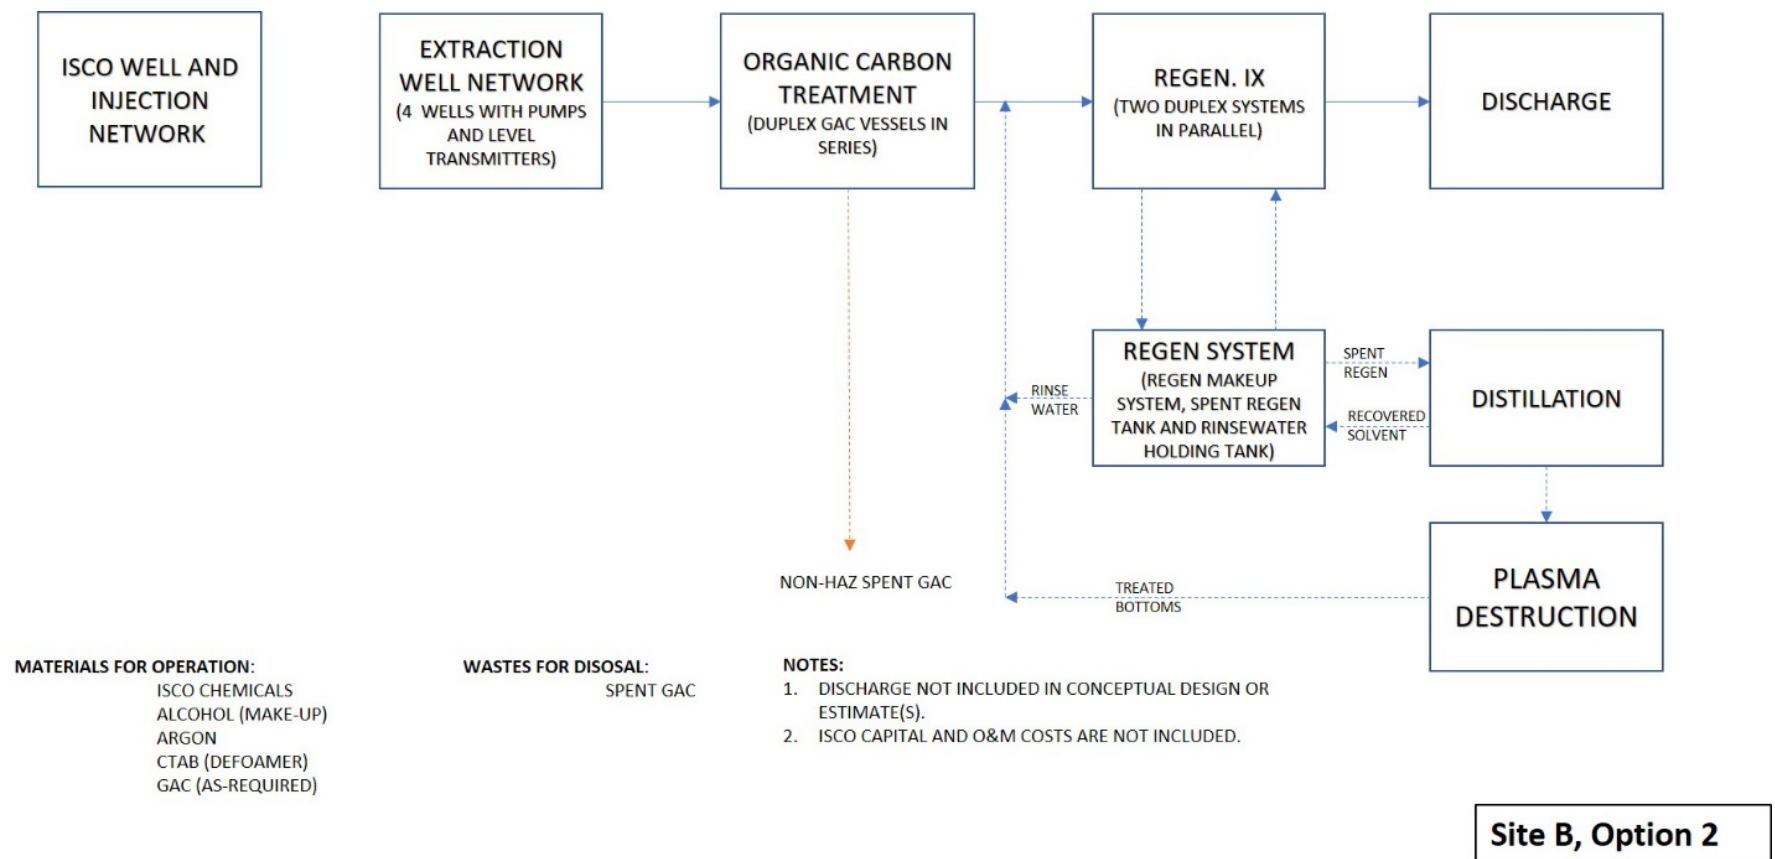 ISCO WELL AND
INJECTION
NETWORK
EXTRACTION
WELL NETWORK
(4 WELLS WITH PUMPS
AND LEVEL
TRANSMITTERS)
ORGANIC CARBON
TREATMENT
(DUPLEX GAC VESSELS IN
SERIES)
REGEN. IX
(TWO DUPLEX SYSTEMS
IN PARALLEL)
DISCHARGE
REGEN SYSTEM
(REGEN MAKEUP
SYSTEM, SPENT REGEN
TANK AND RINSEWATER
HOLDING TANK)
SPENT
REGEN
RECOVERED
SOLVENT
DISTILLATION
RINSE
WATER
NON-HAZ SPENT GAC
TREATED
BOTTOMS
PLASMA
DESTRUCTION
MATERIALS FOR OPERATION:
ISCO CHEMICALS
ALCOHOL (MAKE-UP)
ARGON
CTAB (DEFOAMER)
GAC (AS-REQUIRED)
WASTES FOR DISOSAL:
SPENT GAC
NOTES:
1. DISCHARGE NOT INCLUDED IN CONCEPTUAL DESIGN OR
ESTIMATE(S).
2. ISCO CAPITAL AND O&M COSTS ARE NOT INCLUDED.
Site B, Option 2